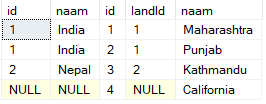 id naam id landId naam
1 India 1 1 Maharashtra
1 India 2 1 Punjab
2 Nepal 3 2 Kathmandu
NULL NULL 4 NULL California